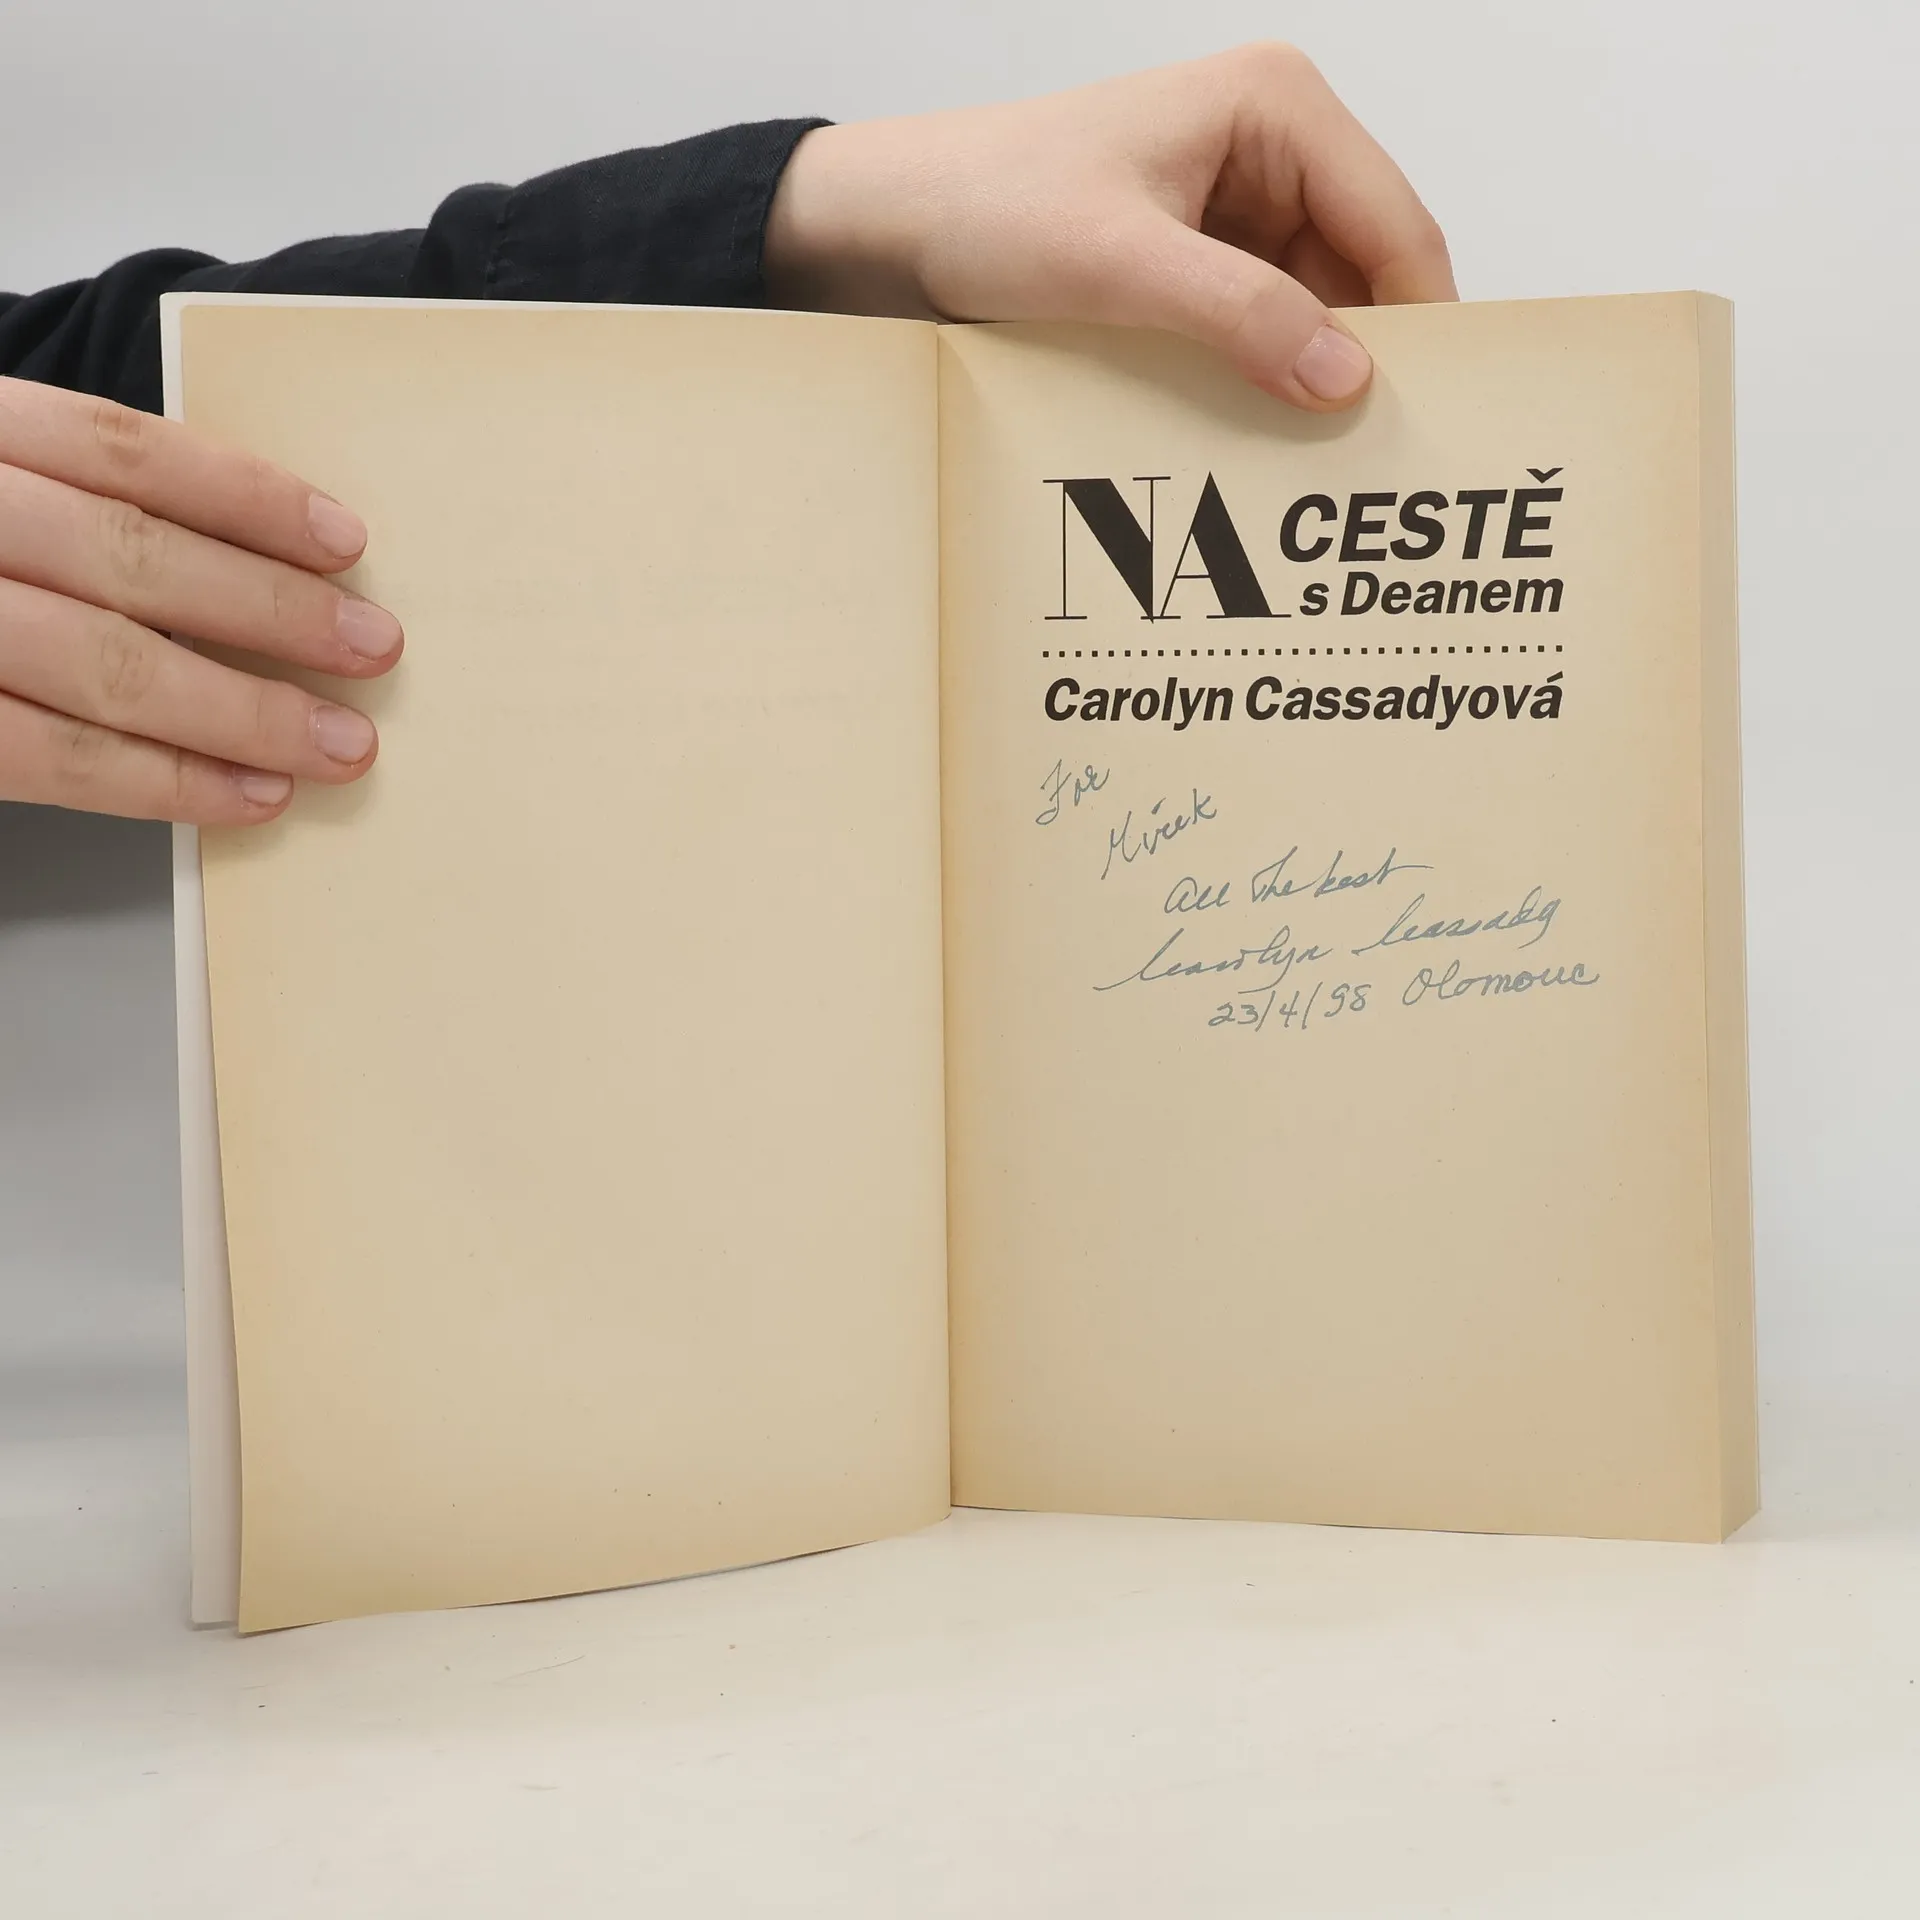 NA CESTĚ
s Deanem
Carolyn Cassadyová
For
Mirek
All the best
Carolyn Cassady
23/4/98 Olomouc